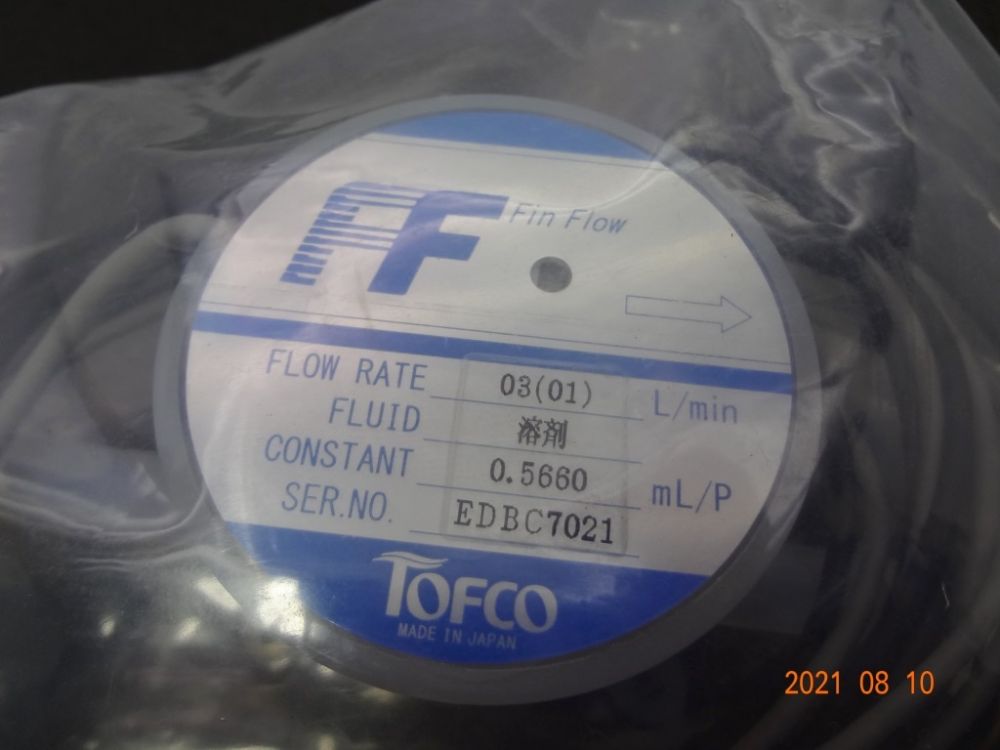 FF Fin Flow
FLOW RATE 03(01) L/min
FLUID 溶剤
CONSTANT 0.5660 mL/P
SER.NO. EDBC7021
TOFCO
MADE IN JAPAN
2021 08 10